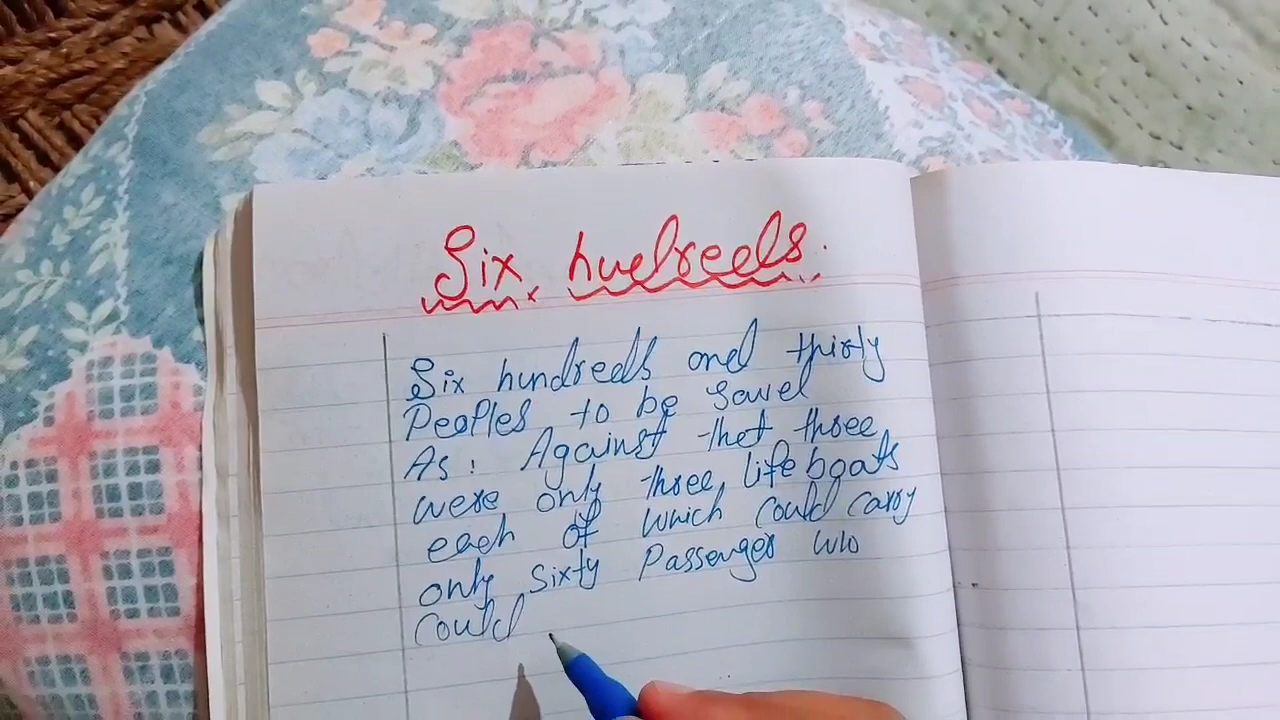 Six hundreds.
Six hundreds and thirty
Peoples to be saved
As: Against that three
were only three, life boats
each of which could carry
only sixty Passenger who
could